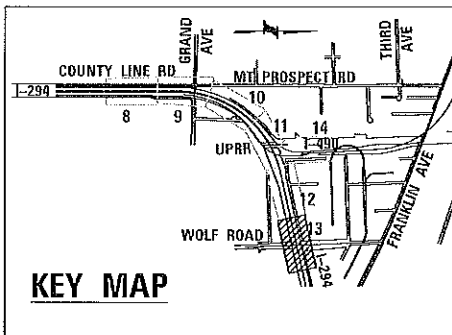 GRAND AVE
THIRD AVE
N
COUNTY LINE RD
MT PROSPECT RD
I-294
10
8
9
11
14
I-490
UPRR
12
13
WOLF ROAD
FRANKLIN AVE
I-294
KEY MAP